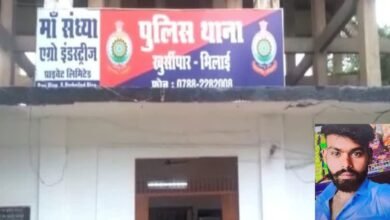 माँ संध्या
एग्रो इंडस्ट्रीज
प्राइवेट लिमिटेड
पुलिस थाना
खुर्सीपार - भिलाई
फोन : 0788-2282008